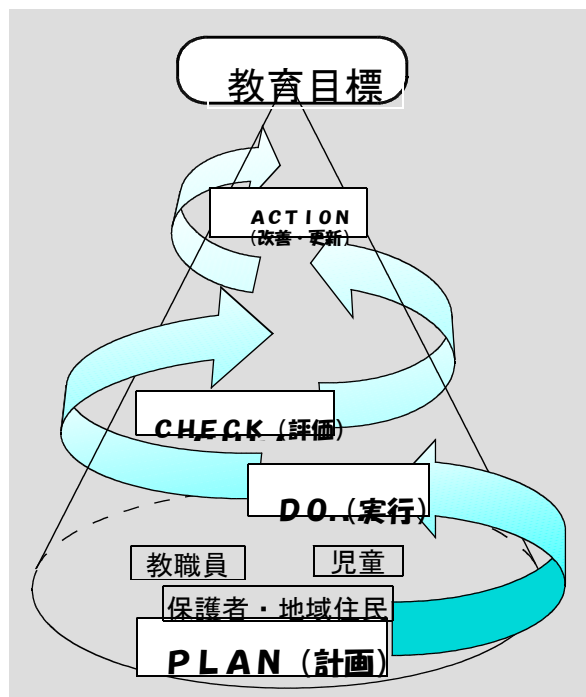 教育目標
ACTION
(改善・更新)
CHECK (評価)
DO. (実行)
教職員
児童
保護者・地域住民
PLAN (計画)